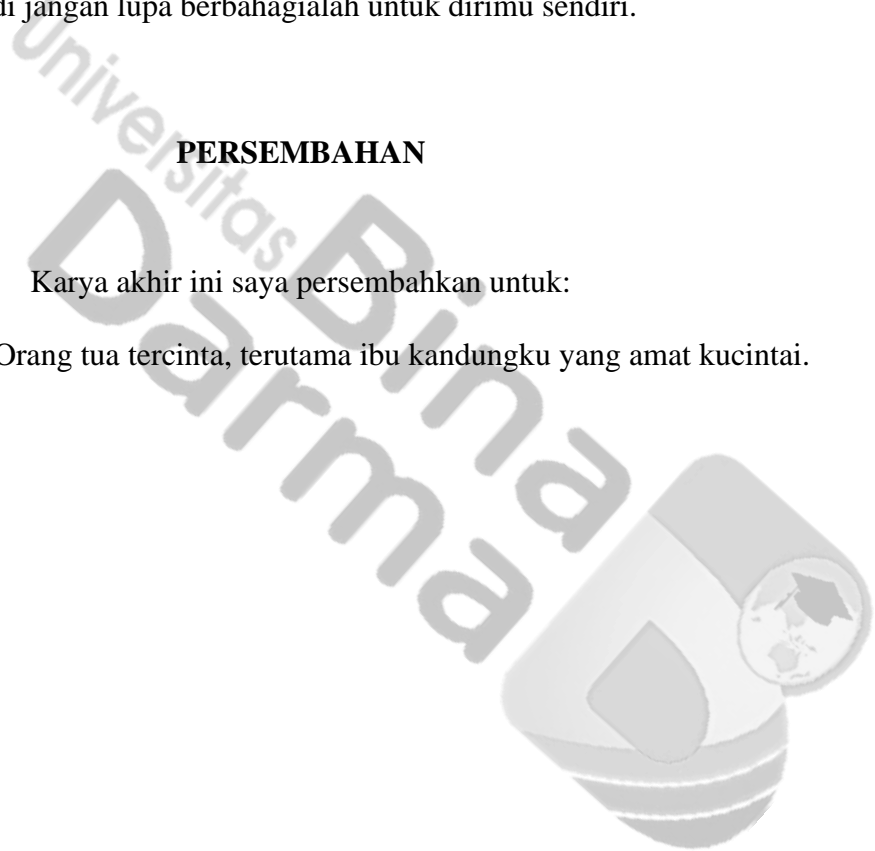 di jangan lupa berbahagialah untuk dirimu sendiri.
PERSEMBAHAN
Karya akhir ini saya persembahkan untuk:
Orang tua tercinta, terutama ibu kandungku yang amat kucintai.
Universitas
Bina
Darma